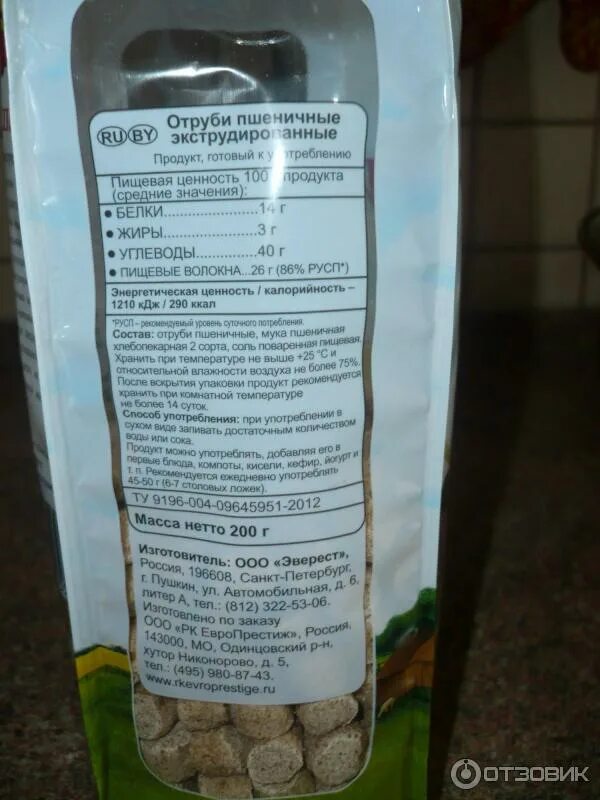 RU BY
Отруби пшеничные
экструдированные
Продукт, готовый к употреблению
Пищевая ценность 100 продукта
(средние значения):
• БЕЛКИ..................14 г
• ЖИРЫ..................3 г
• УГЛЕВОДЫ.........40 г
• ПИЩЕВЫЕ ВОЛОКНА...26 г (86% РУСП*)
Энергетическая ценность / калорийность –
1210 кДж / 290 ккал
*РУСП – рекомендуемый уровень суточного потребления.
Состав: отруби пшеничные, мука пшеничная
хлебопекарная 2 сорта, соль поваренная пищевая.
Хранить при температуре не выше +25 °С и
относительной влажности воздуха не более 75%.
После вскрытия упаковки продукт рекомендуется
хранить при комнатной температуре
не более 14 суток.
Способ употребления: при употреблении в
сухом виде запивать достаточным количеством
воды или сока.
Продукт можно употреблять, добавляя его в
первые блюда, компоты, кисели, кефир, йогурт и
т. п. Рекомендуется ежедневно употреблять
45-50 г (6-7 столовых ложек).
ТУ 9196-004-09645951-2012
Масса нетто 200 г
Изготовитель: ООО «Эверест»,
Россия, 196608, Санкт-Петербург,
г. Пушкин, ул. Автомобильная, д. 6,
литер А, тел.: (812) 322-53-06.
Изготовлено по заказу
ООО «РК ЕвроПрестиж», Россия,
143000, МО, Одинцовский р-н,
хутор Никонорово, д. 5,
тел.: (495) 980-87-43.
www.rkevroprestige.ru
ОТЗОВИК